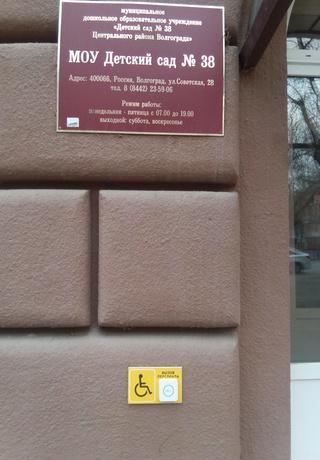 муниципальное
дошкольное образовательное учреждение
«Детский сад № 38
Центрального района Волгограда»
МОУ Детский сад № 38
Адрес: 400066, Россия, Волгоград, ул.Советская, 28
тел. 8 (8442) 23-59-06
Режим работы:
понедельник - пятница с 07.00 до 19.00
выходной: суббота, воскресенье
ВЫЗОВ
ПЕРСОНАЛА